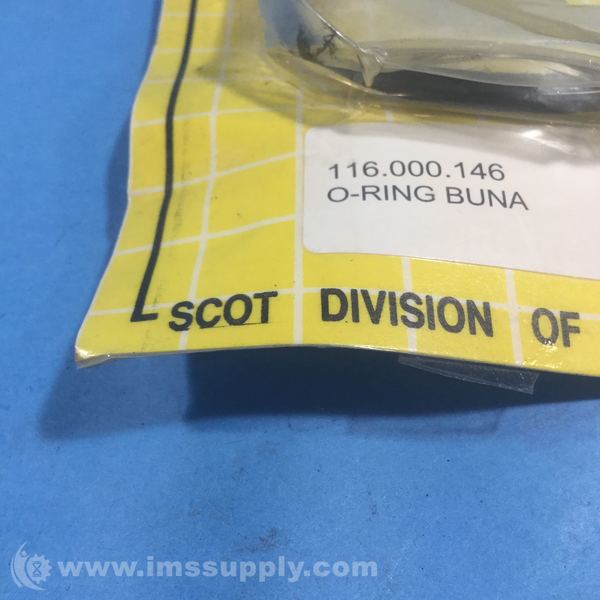 116.000.146
O-RING BUNA
SCOT DIVISION OF
www.imssupply.com